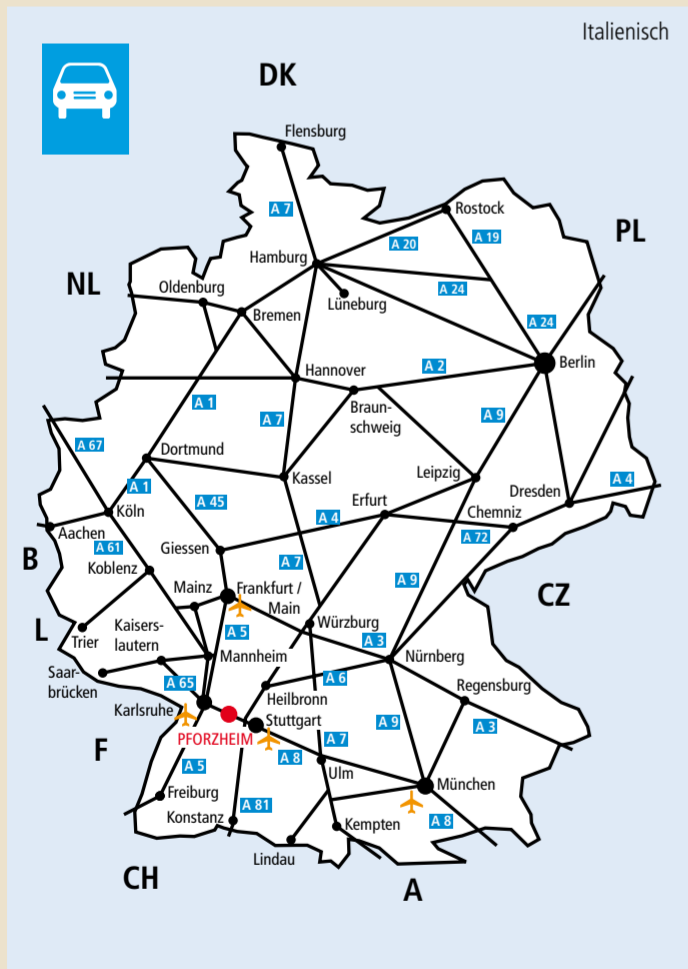 Italienisch
DK
Flensburg
A 7
Rostock
A 20
A 19
PL
Hamburg
NL
Oldenburg
A 24
Lüneburg
Bremen
A 24
Berlin
Hannover
A 2
Braun-
schweig
A 1
A 7
A 9
A 67
Dortmund
Kassel
Leipzig
A 4
A 1
A 45
Dresden
Köln
Erfurt
Chemniz
A 4
Aachen
A 61
Giessen
A 72
B
Koblenz
A 7
A 9
CZ
Mainz
Frankfurt /
Main
Würzburg
L
Trier
Kaisers-
lautern
A 5
A 3
Mannheim
Nürnberg
Saar-
brücken
A 65
A 6
Heilbronn
Regensburg
Karlsruhe
Stuttgart
A 9
A 3
PFORZHEIM
A 7
F
A 8
A 5
Ulm
München
Freiburg
A 81
Konstanz
Kempten
A 8
Lindau
CH
A